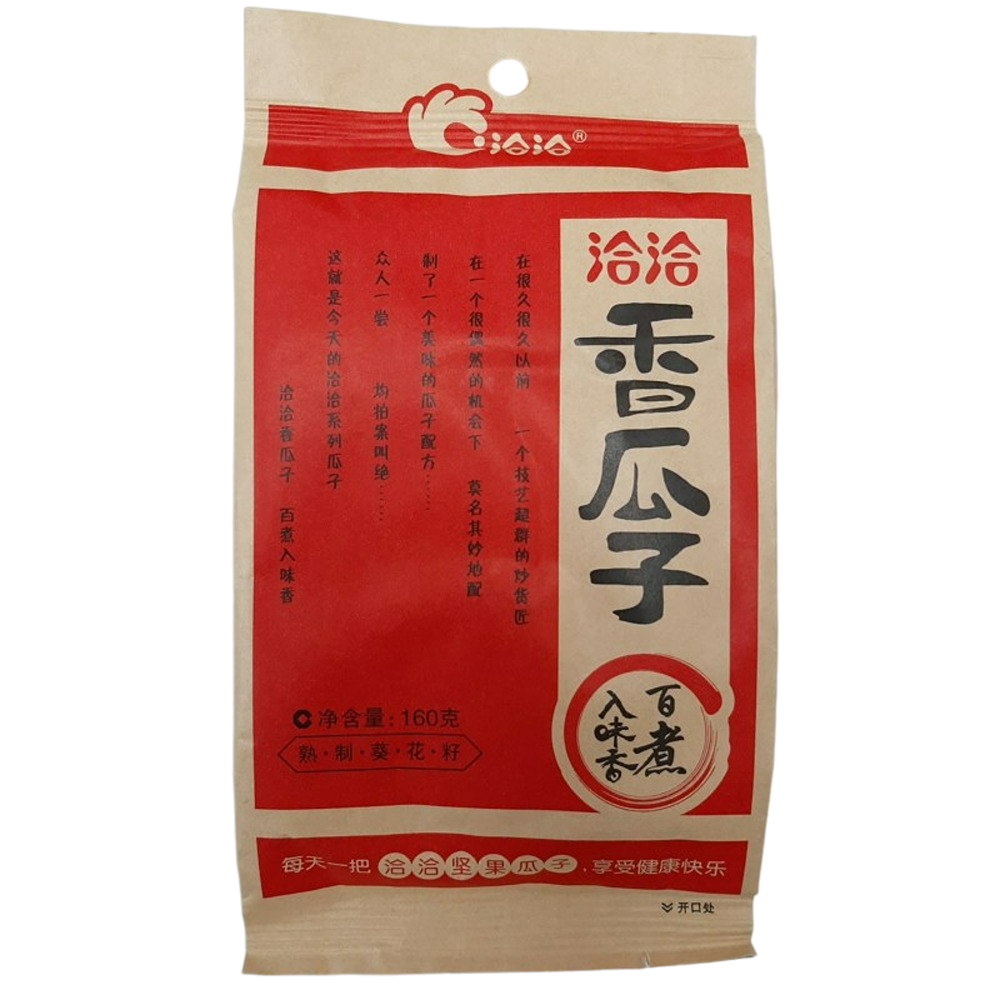 洽洽®
洽洽
香瓜子
百煮
入味香
在很久很久以前 一个技艺超群的炒货匠
在一个很偶然的机会下 莫名其妙地配
制了一个美味的瓜子配方……
众人一尝 均拍案叫绝……
这就是今天的洽洽系列瓜子
洽洽香瓜子 百煮入味香
净含量:160克
熟·制·葵·花·籽
每天一把洽洽坚果瓜子,享受健康快乐
开口处